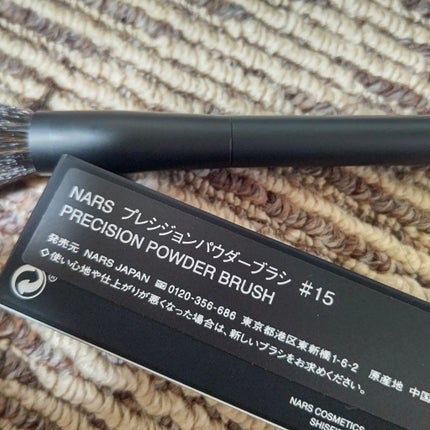 NARS プレシジョンパウダーブラシ #15
PRECISION POWDER BRUSH
発売元 NARS JAPAN ☎0120-356-686 東京都港区東新橋1-6-2 原産地 中国
◇使い心地や仕上がりが悪くなった場合は、新しいブラシをお求めください。
NARS COSMETICS